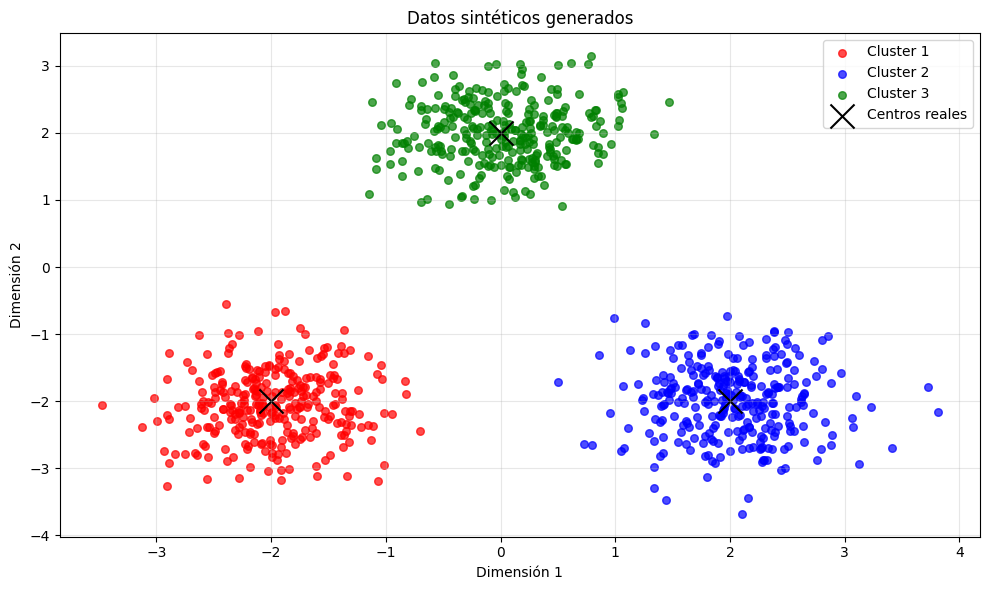 Datos sintéticos generados
Cluster 1
Cluster 2
Cluster 3
Centros reales
Dimensión 2
3
2
1
0
−1
−2
−3
−4
−3
−2
−1
0
1
2
3
4
Dimensión 1